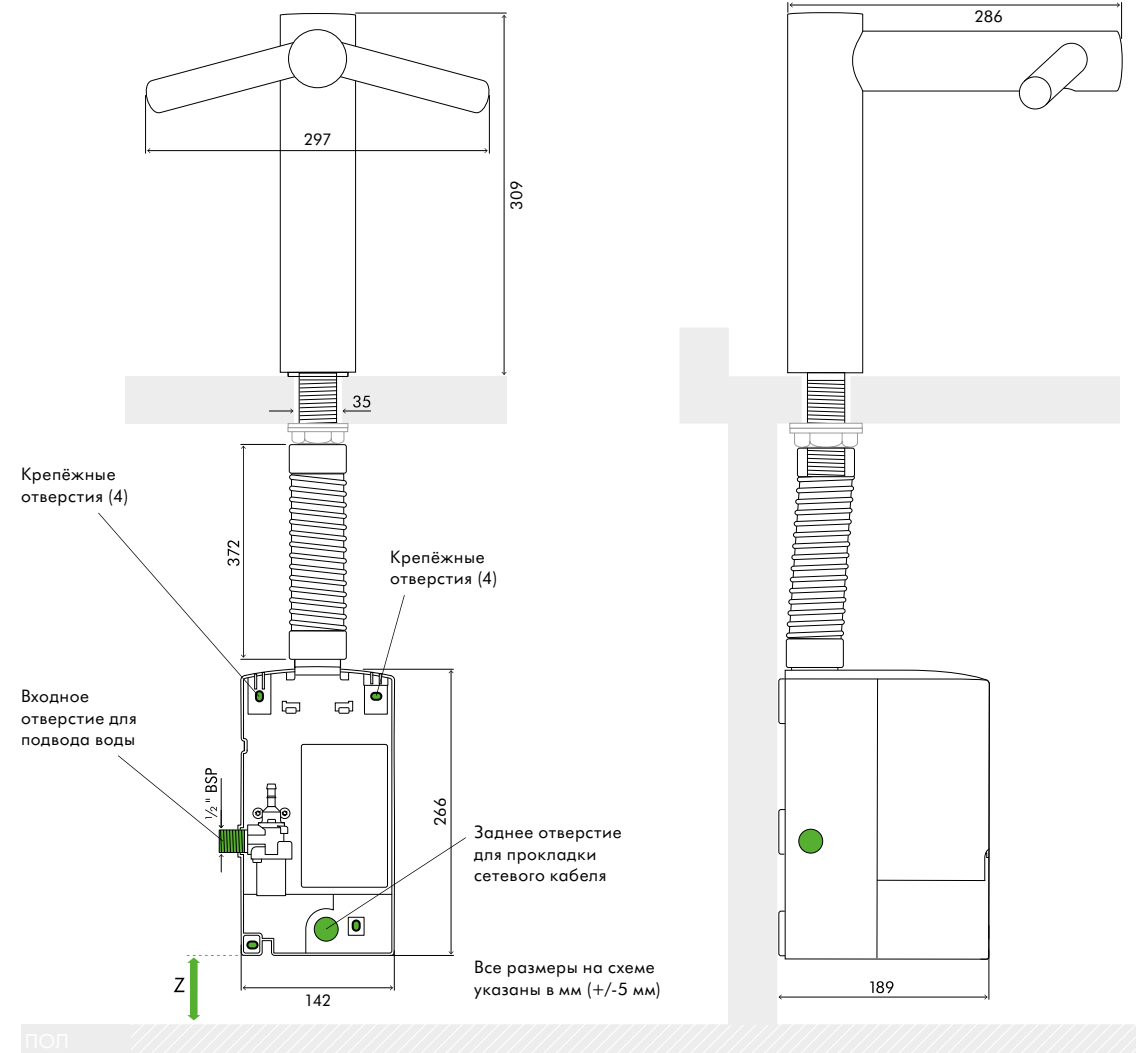 286
297
309
35
Крепёжные
отверстия (4)
372
Крепёжные
отверстия (4)
Входное
отверстие для
подвода воды
½" BSP
266
Заднее отверстие
для прокладки
сетевого кабеля
Все размеры на схеме
указаны в мм (+/-5 мм)
Z
142
189
ПОЛ